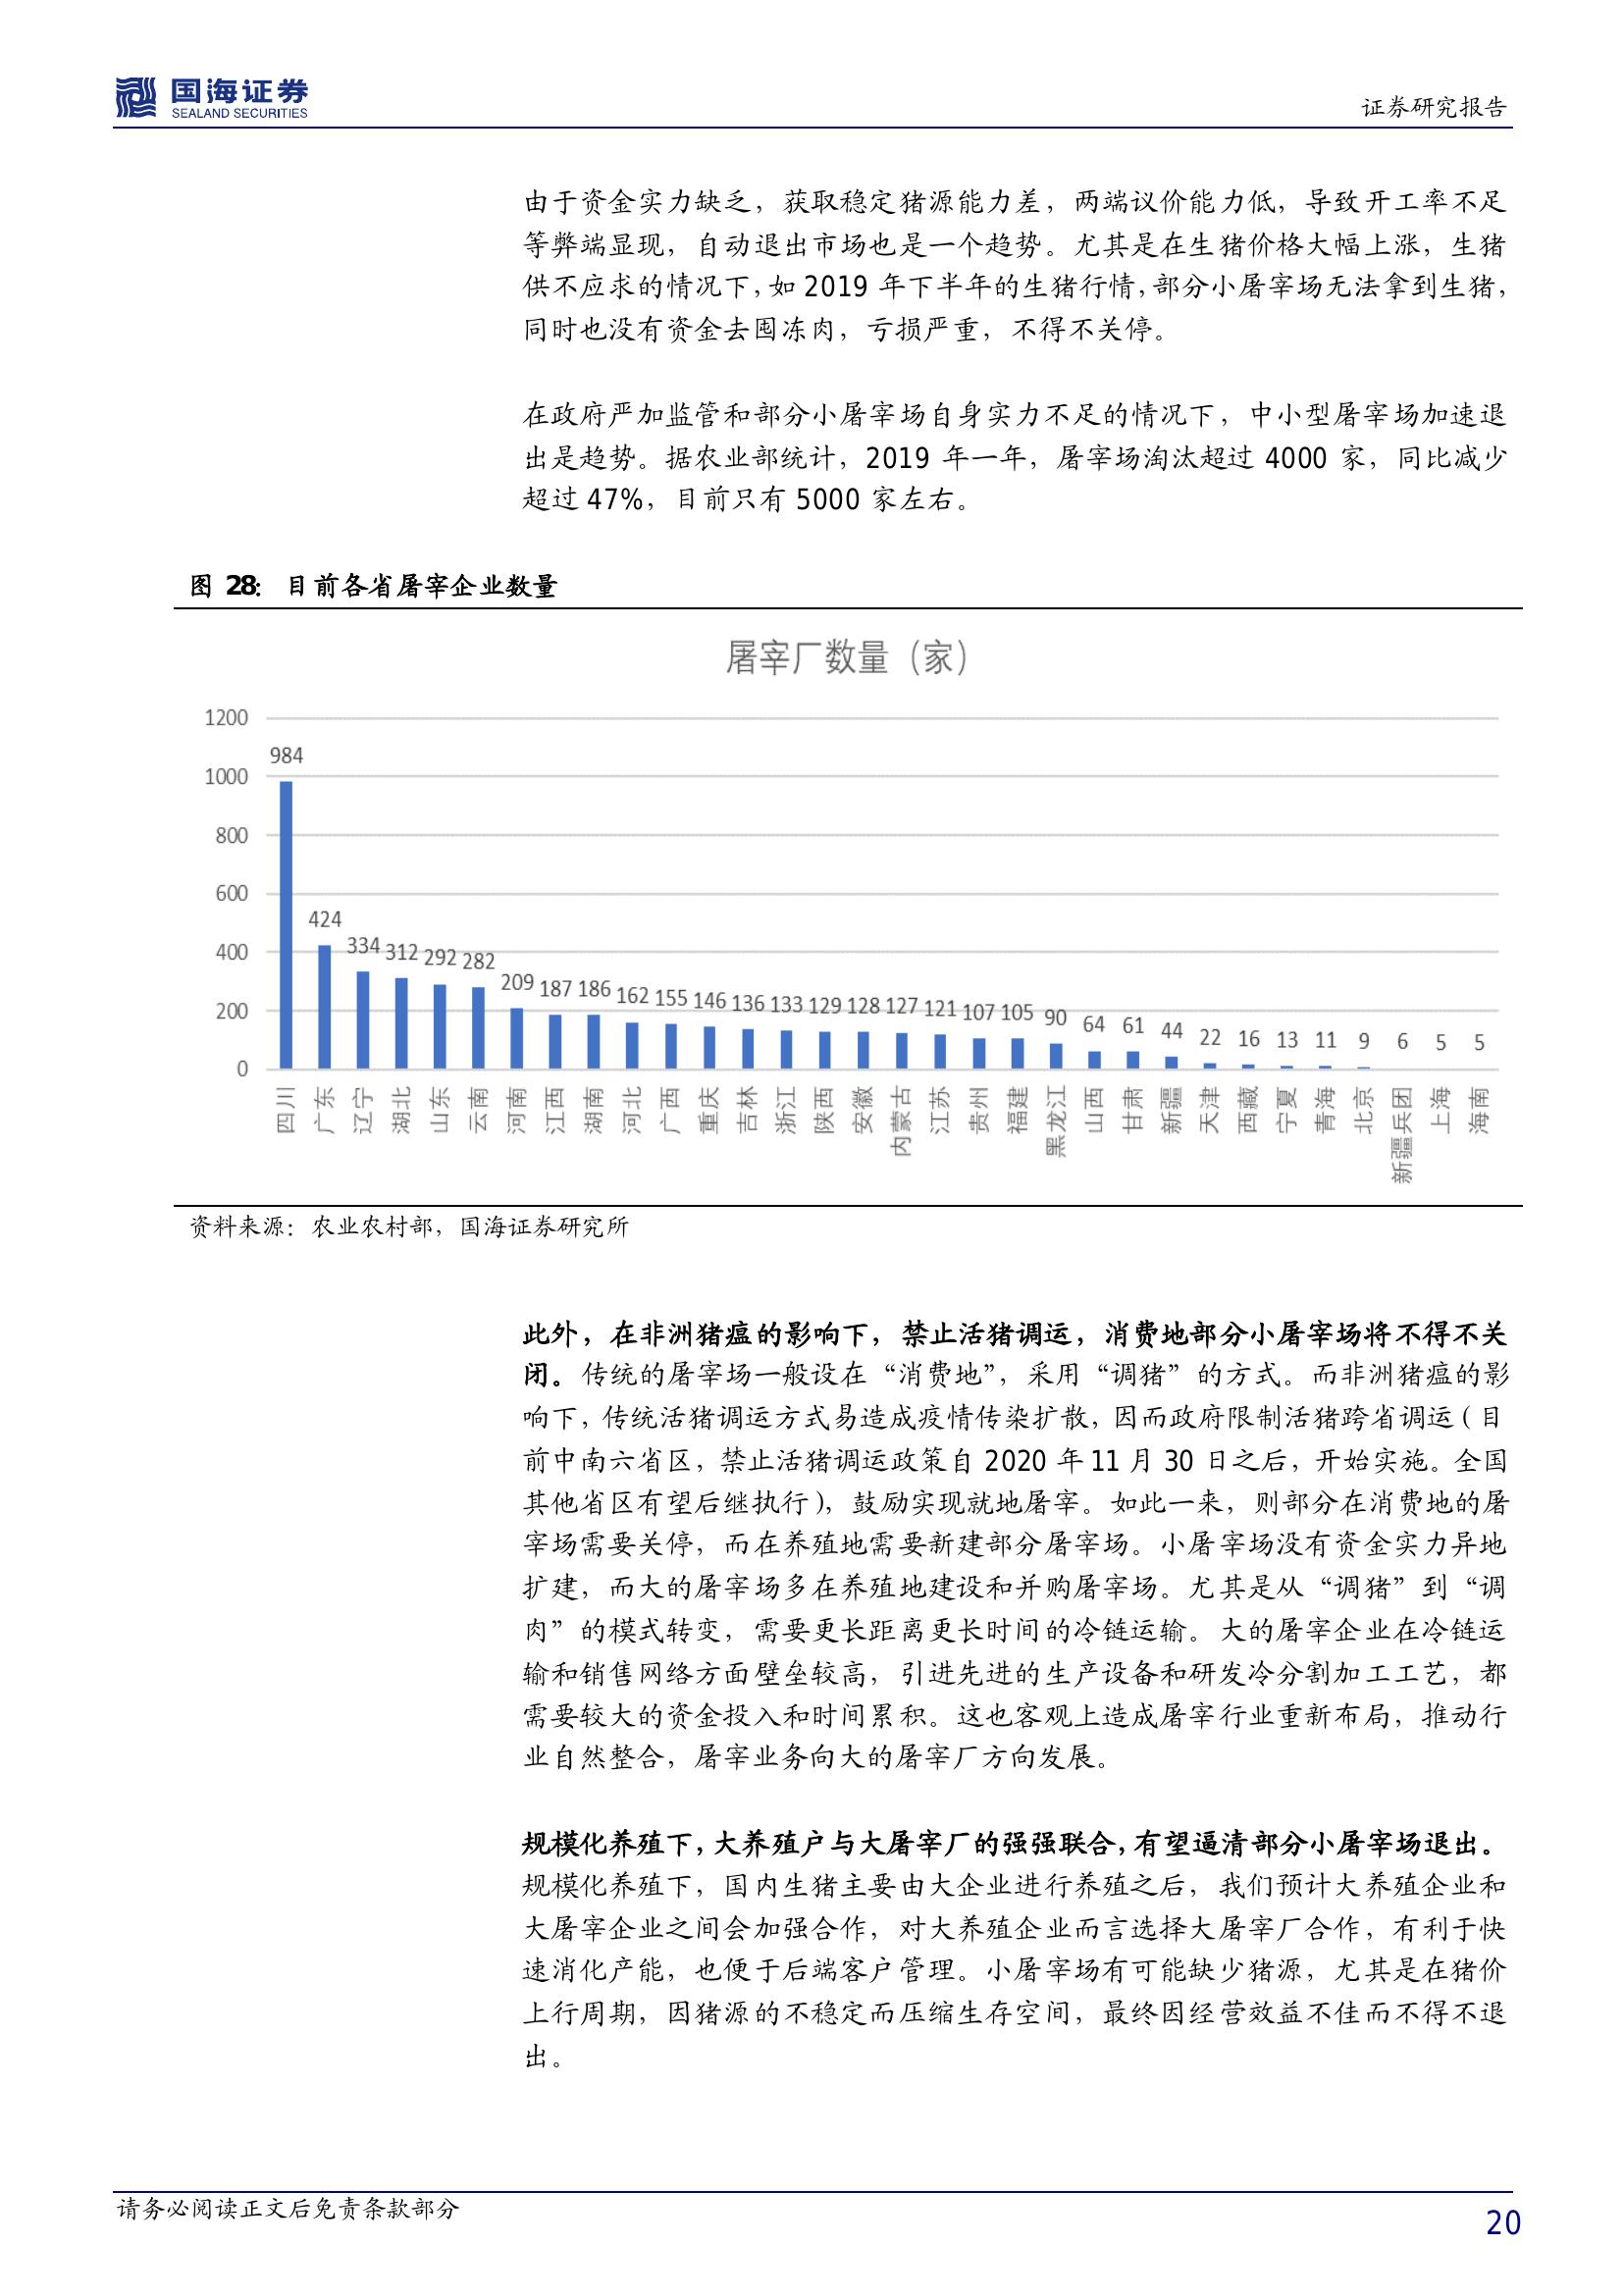 国海证券
SEALAND SECURITIES
证券研究报告
由于资金实力缺乏，获取稳定猪源能力差，两端议价能力低，导致开工率不足
等弊端显现，自动退出市场也是一个趋势。尤其是在生猪价格大幅上涨，生猪
供不应求的情况下，如 2019 年下半年的生猪行情，部分小屠宰场无法拿到生猪，
同时也没有资金去囤冻肉，亏损严重，不得不关停。
在政府严加监管和部分小屠宰场自身实力不足的情况下，中小型屠宰场加速退
出是趋势。据农业部统计，2019 年一年，屠宰场淘汰超过 4000 家，同比减少
超过 47%，目前只有 5000 家左右。
图 28： 目前各省屠宰企业数量
屠宰厂数量（家）
1200
1000
800
600
400
200
0
984 424 334 312 292 282 209 187 186 162 155 146 136 133 129 128 127 121 107 105 90 64 61 44 22 16 13 11 9 6 5 5
四川 广东 辽宁 湖北 山东 云南 河南 江西 湖南 河北 广西 重庆 吉林 浙江 陕西 安徽 内蒙古 江苏 贵州 福建 黑龙江 山西 甘肃 新疆 天津 西藏 宁夏 青海 北京 新疆兵团 上海 海南
资料来源：农业农村部，国海证券研究所
此外，在非洲猪瘟的影响下，禁止活猪调运，消费地部分小屠宰场将不得不关
闭。传统的屠宰场一般设在“消费地”，采用“调猪”的方式。而非洲猪瘟的影
响下，传统活猪调运方式易造成疫情传染扩散，因而政府限制活猪跨省调运（目
前中南六省区，禁止活猪调运政策自 2020 年 11 月 30 日之后，开始实施。全国
其他省区有望后继执行），鼓励实现就地屠宰。如此一来，则部分在消费地的屠
宰场需要关停，而在养殖地需要新建部分屠宰场。小屠宰场没有资金实力异地
扩建，而大的屠宰场多在养殖地建设和并购屠宰场。尤其是从“调猪”到“调
肉”的模式转变，需要更长距离更长时间的冷链运输。大的屠宰企业在冷链运
输和销售网络方面壁垒较高，引进先进的生产设备和研发冷分割加工工艺，都
需要较大的资金投入和时间累积。这也客观上造成屠宰行业重新布局，推动行
业自然整合，屠宰业务向大的屠宰厂方向发展。
规模化养殖下，大养殖户与大屠宰厂的强强联合，有望逼清部分小屠宰场退出。
规模化养殖下，国内生猪主要由大企业进行养殖之后，我们预计大养殖企业和
大屠宰企业之间会加强合作，对大养殖企业而言选择大屠宰厂合作，有利于快
速消化产能，也便于后端客户管理。小屠宰场有可能缺少猪源，尤其是在猪价
上行周期，因猪源的不稳定而压缩生存空间，最终因经营效益不佳而不得不退
出。
请务必阅读正文后免责条款部分
20